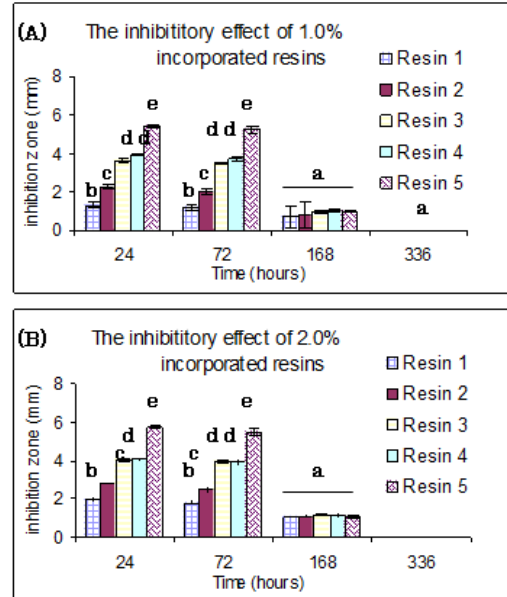 (A) The inhibititory effect of 1.0%
incorporated resins
Resin 1
Resin 2
Resin 3
Resin 4
Resin 5
inhibition zone (mm)
8
6
4
2
0
b c d d e
b c d d e
a
a
24 72 168 336
Time (hours)
(B) The inhibititory effect of 2.0%
incorporated resins
Resin 1
Resin 2
Resin 3
Resin 4
Resin 5
inhibition zone (mm)
8
6
4
2
0
b c d e
b c d d e
a
24 72 168 336
Time (hours)